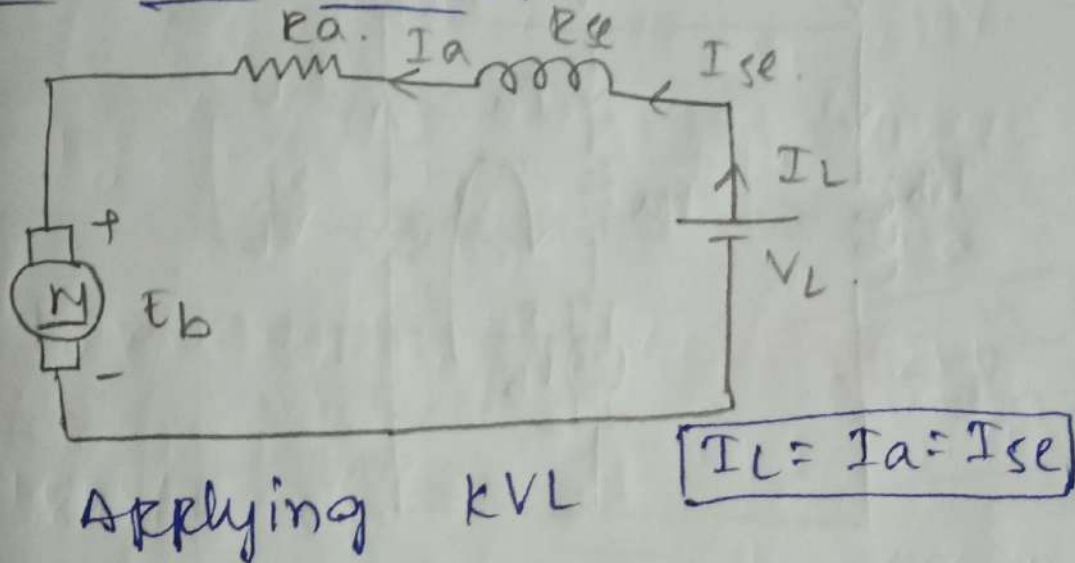 Ra. Ia Rse Ise.
IL
+
M Eb VL.
-
IL = Ia = Ise
Applying KVL